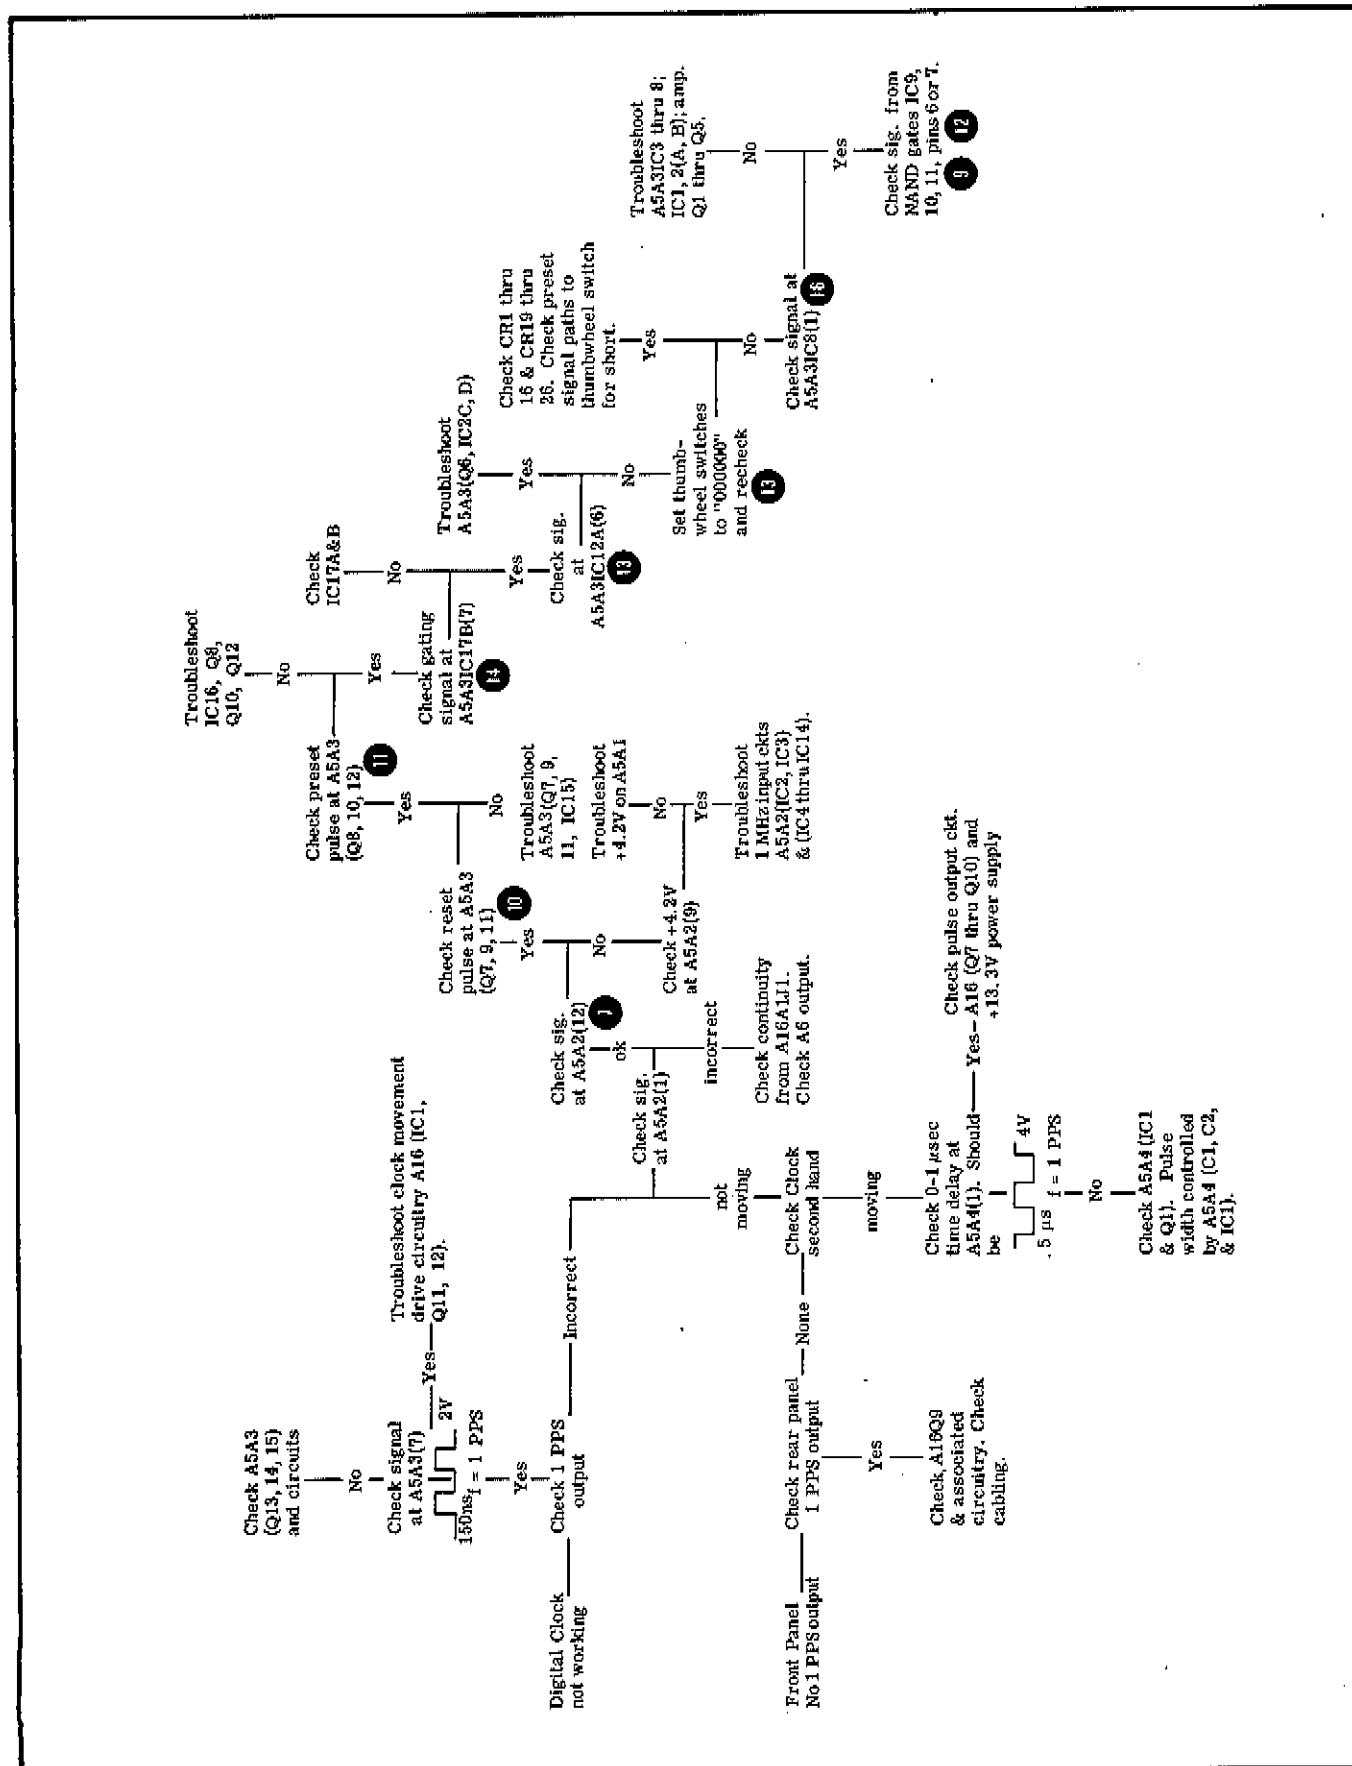 Digital Clock
not working
Check 1 PPS
output
Yes
150ns
f = 1 PPS
2V
Check signal
at A5A3(7)
No
Check A5A3
(Q13, 14, 15)
and circuits
Yes
Troubleshoot clock movement
drive circuitry A16 (IC1,
Q11, 12).
Incorrect
Front Panel
No 1 PPS output
Check rear panel
1 PPS output
Yes
Check A16Q9
& associated
circuitry. Check
cabling.
None
Check Clock
second hand
not
moving
moving
Check 0-1 µsec
time delay at
A5A4(1). Should
be
.5 µs
f = 1 PPS
4V
Yes
Check pulse output ckt.
A16 (Q7 thru Q10) and
+13.3V power supply
No
Check A5A4 (IC1
& Q1). Pulse
width controlled
by A5A4 (C1, C2,
& IC1).
Check sig.
at A5A2(1)
incorrect
Check continuity
from A16A1J1.
Check A6 output.
ok
Check sig.
at A5A2(12)
No
Check +4.2V
at A5A2(9)
No
Troubleshoot
+4.2V on A5A1
Yes
Troubleshoot
1 MHz input ckts
A5A2(IC2, IC3)
& (IC4 thru IC14).
Yes
Check reset
pulse at A5A3
(Q7, 9, 11)
10
No
Troubleshoot
A5A3(Q7, 9,
11, IC15)
Yes
Check preset
pulse at A5A3
(Q8, 10, 12)
11
No
Troubleshoot
IC16, Q8,
Q10, Q12
Yes
Check gating
signal at
A5A3IC17B(7)
14
No
Check
IC17A&B
Yes
Check sig.
at
A5A3IC12A(6)
13
Yes
Troubleshoot
A5A3(Q6, IC2C, D)
No
Set thumb-
wheel switches
to "000000"
and recheck
13
Yes
Check CR1 thru
16 & CR19 thru
26. Check preset
signal paths to
thumbwheel switch
for short.
No
Check signal at
A5A3IC8(1)
16
No
Troubleshoot
A5A3IC3 thru 8;
IC1, 2(A, B); amp.
Q1 thru Q5.
Yes
Check sig. from
NAND gates IC9,
10, 11, pins 6 or 7.
9
12